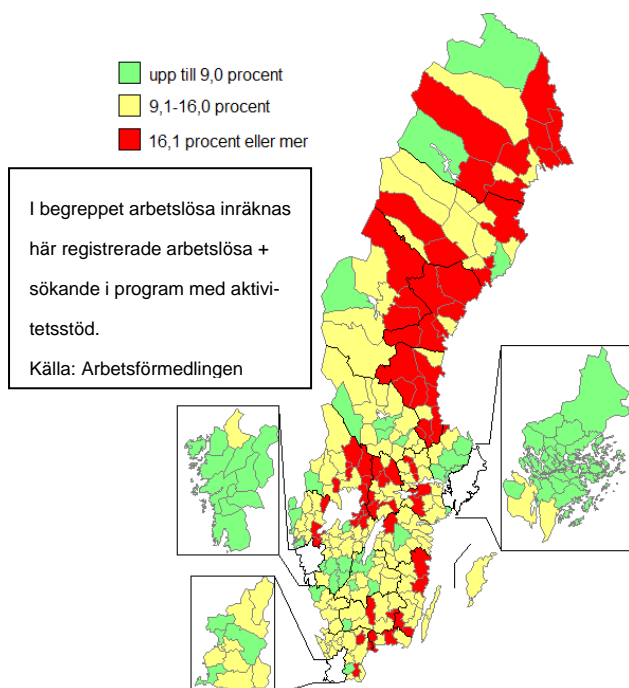 upp till 9,0 procent
9,1-16,0 procent
16,1 procent eller mer
I begreppet arbetslösa inräknas
här registrerade arbetslösa +
sökande i program med aktivi-
tetsstöd.
Källa: Arbetsförmedlingen